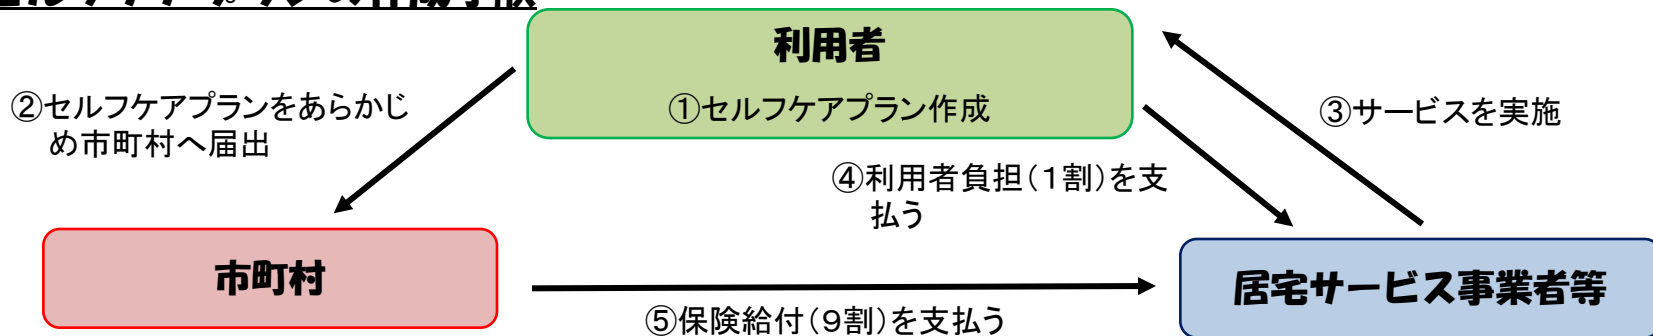 利用者
①セルフケアプラン作成
②セルフケアプランをあらかじ
め市町村へ届出
③サービスを実施
④利用者負担（１割）を支
払う
市町村
居宅サービス事業者等
⑤保険給付（９割）を支払う